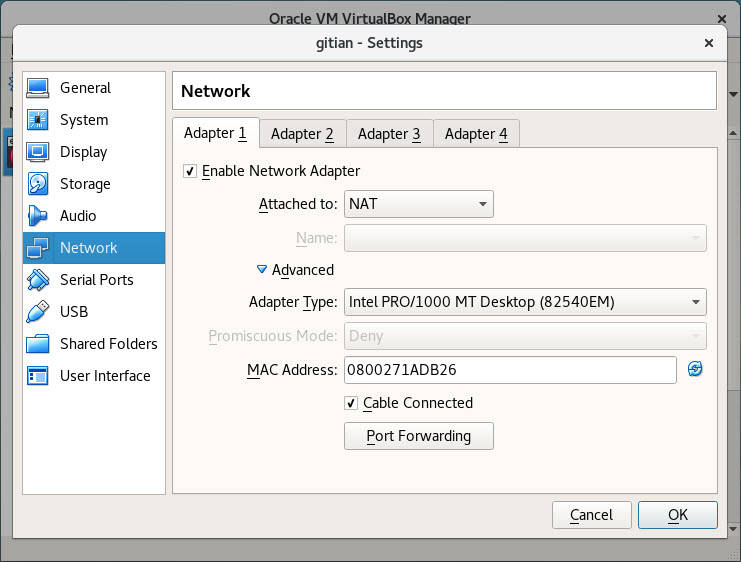 Oracle VM VirtualBox Manager
gitian - Settings
General
System
Display
Storage
Audio
Network
Serial Ports
USB
Shared Folders
User Interface
Network
Adapter 1 Adapter 2 Adapter 3 Adapter 4
Enable Network Adapter
Attached to: NAT
Name:
Advanced
Adapter Type: Intel PRO/1000 MT Desktop (82540EM)
Promiscuous Mode: Deny
MAC Address: 0800271ADB26
Cable Connected
Port Forwarding
Cancel OK